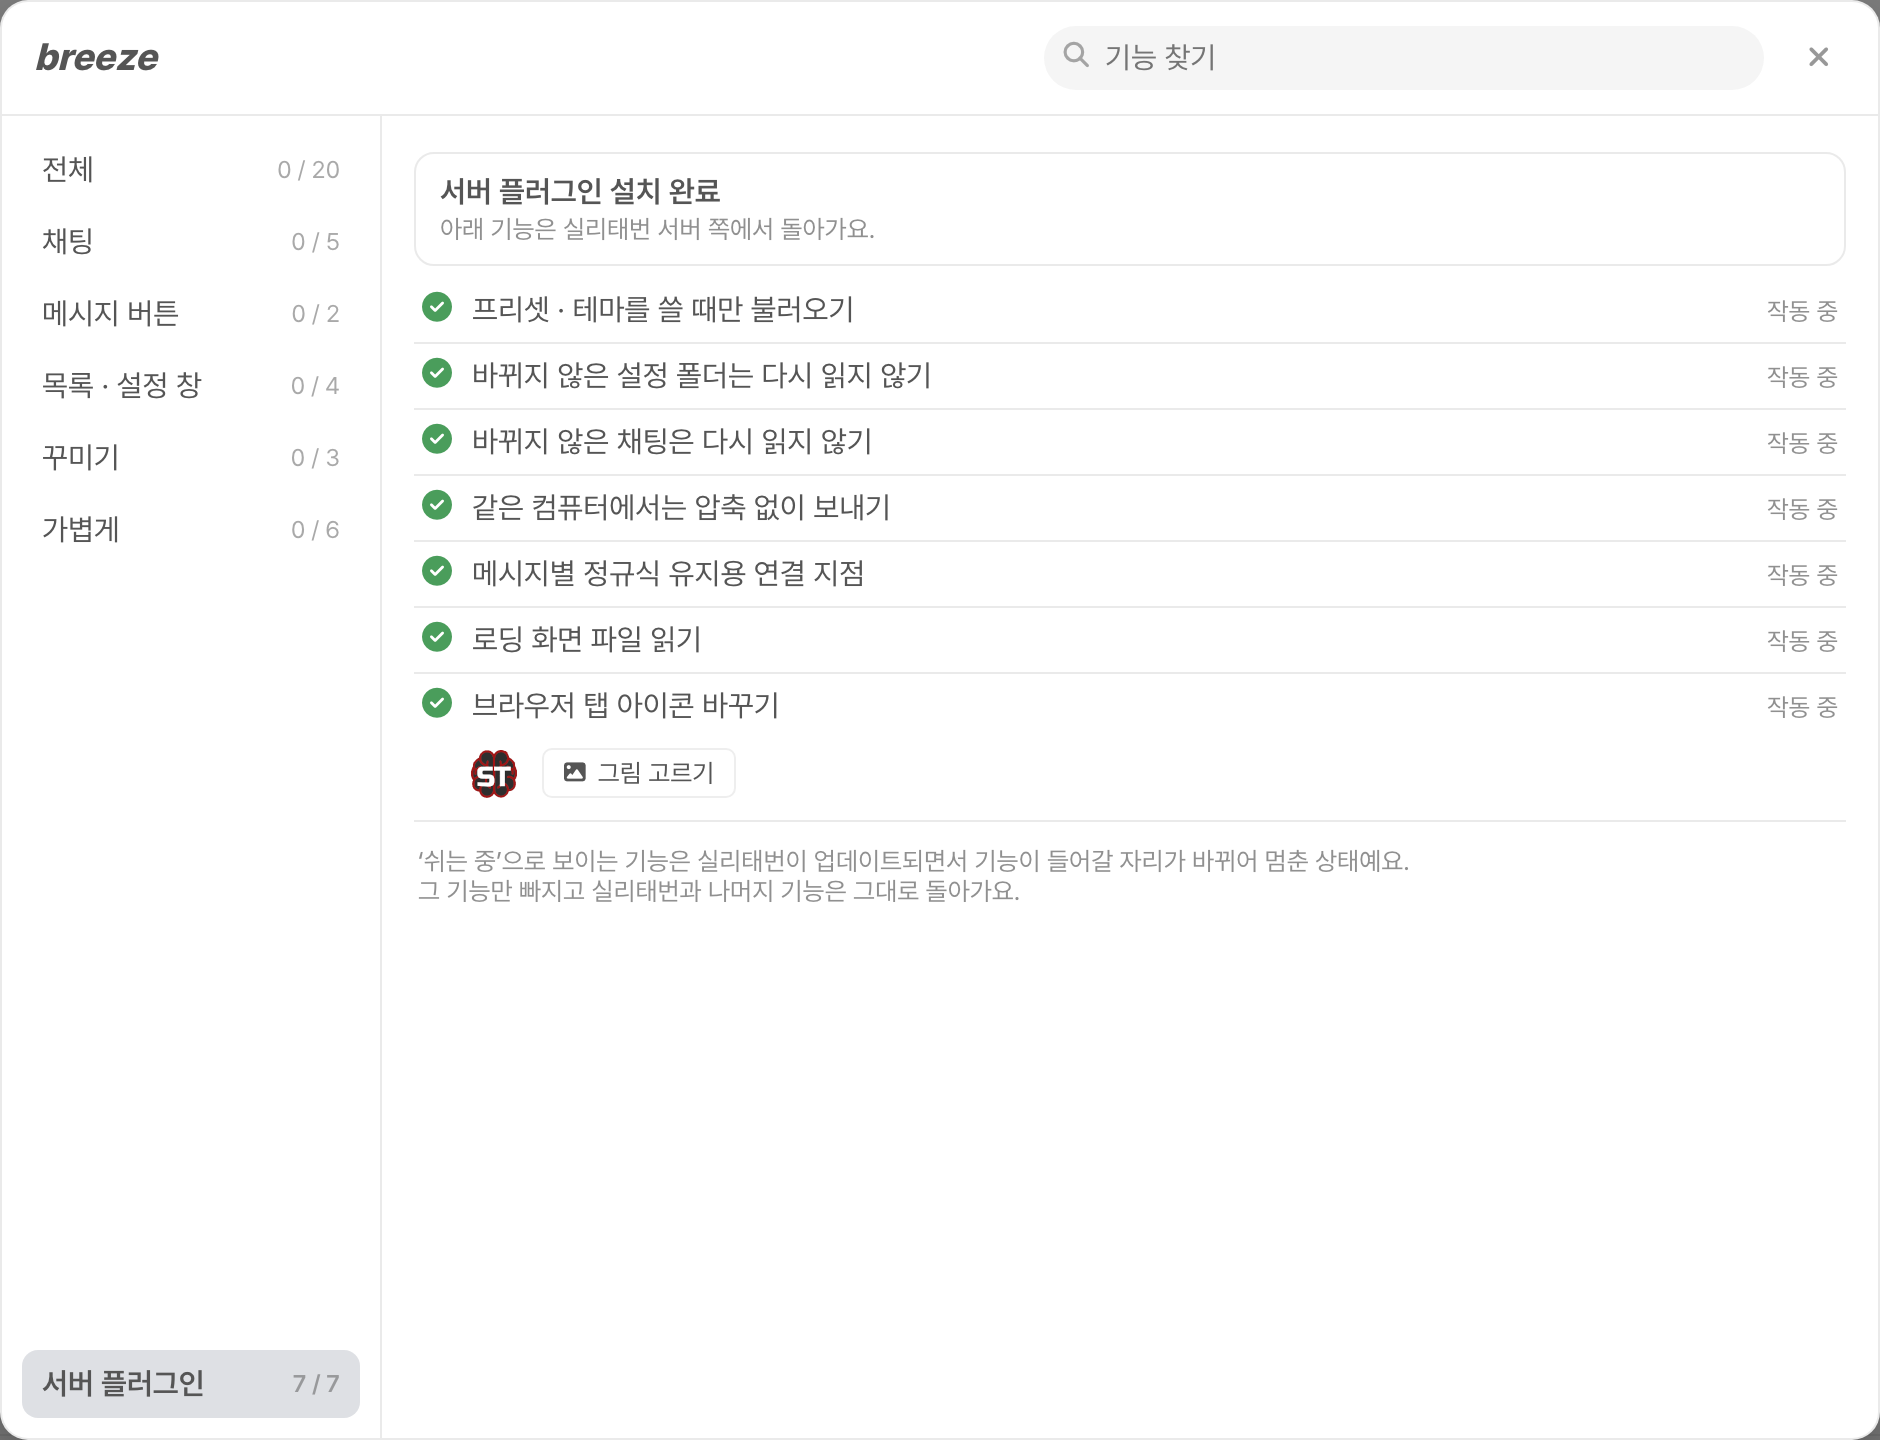 breeze
기능 찾기
전체 0 / 20
채팅 0 / 5
메시지 버튼 0 / 2
목록 · 설정 창 0 / 4
꾸미기 0 / 3
가볍게 0 / 6
서버 플러그인 7 / 7
서버 플러그인 설치 완료
아래 기능은 실리태번 서버 쪽에서 돌아가요.
프리셋 · 테마를 쓸 때만 불러오기 작동 중
바뀌지 않은 설정 폴더는 다시 읽지 않기 작동 중
바뀌지 않은 채팅은 다시 읽지 않기 작동 중
같은 컴퓨터에서는 압축 없이 보내기 작동 중
메시지별 정규식 유지용 연결 지점 작동 중
로딩 화면 파일 읽기 작동 중
브라우저 탭 아이콘 바꾸기 작동 중
ST 그림 고르기
‘쉬는 중’으로 보이는 기능은 실리태번이 업데이트되면서 기능이 들어갈 자리가 바뀌어 멈춘 상태예요.
그 기능만 빠지고 실리태번과 나머지 기능은 그대로 돌아가요.